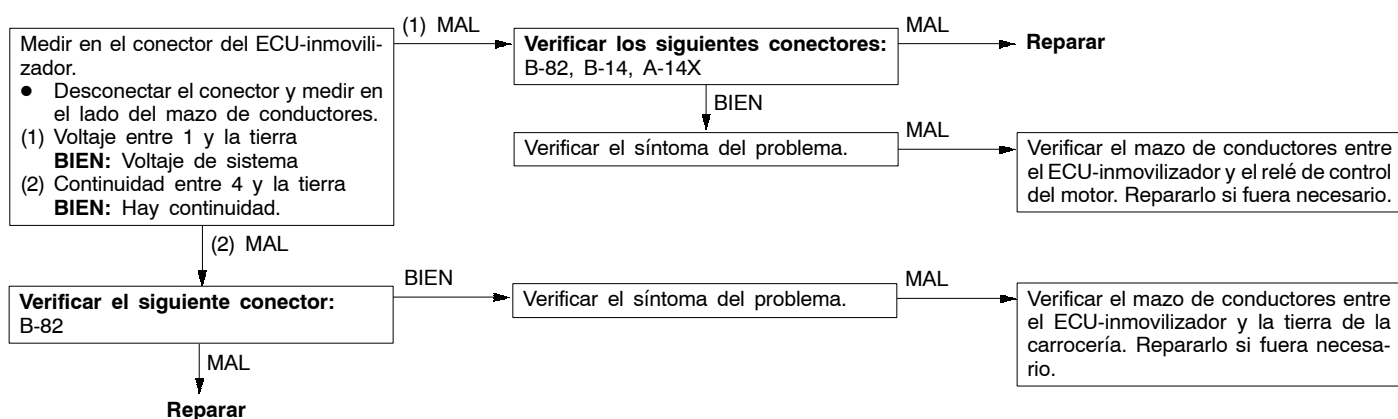 Medir en el conector del ECU-inmovili-
zador.
● Desconectar el conector y medir en
el lado del mazo de conductores.
(1) Voltaje entre 1 y la tierra
BIEN: Voltaje de sistema
(2) Continuidad entre 4 y la tierra
BIEN: Hay continuidad.
(1) MAL
Verificar los siguientes conectores:
B-82, B-14, A-14X
MAL
Reparar
BIEN
Verificar el síntoma del problema.
MAL
Verificar el mazo de conductores entre
el ECU-inmovilizador y el relé de control
del motor. Repararlo si fuera necesario.
(2) MAL
Verificar el siguiente conector:
B-82
BIEN
Verificar el síntoma del problema.
MAL
Verificar el mazo de conductores entre
el ECU-inmovilizador y la tierra de la
carrocería. Repararlo si fuera necesa-
rio.
MAL
Reparar